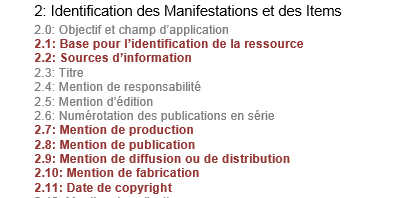 2: Identification des Manifestations et des Items
2.0: Objectif et champ d'application
2.1: Base pour l'identification de la ressource
2.2: Sources d'information
2.3: Titre
2.4: Mention de responsabilité
2.5: Mention d'édition
2.6: Numérotation des publications en série
2.7: Mention de production
2.8: Mention de publication
2.9: Mention de diffusion ou de distribution
2.10: Mention de fabrication
2.11: Date de copyright